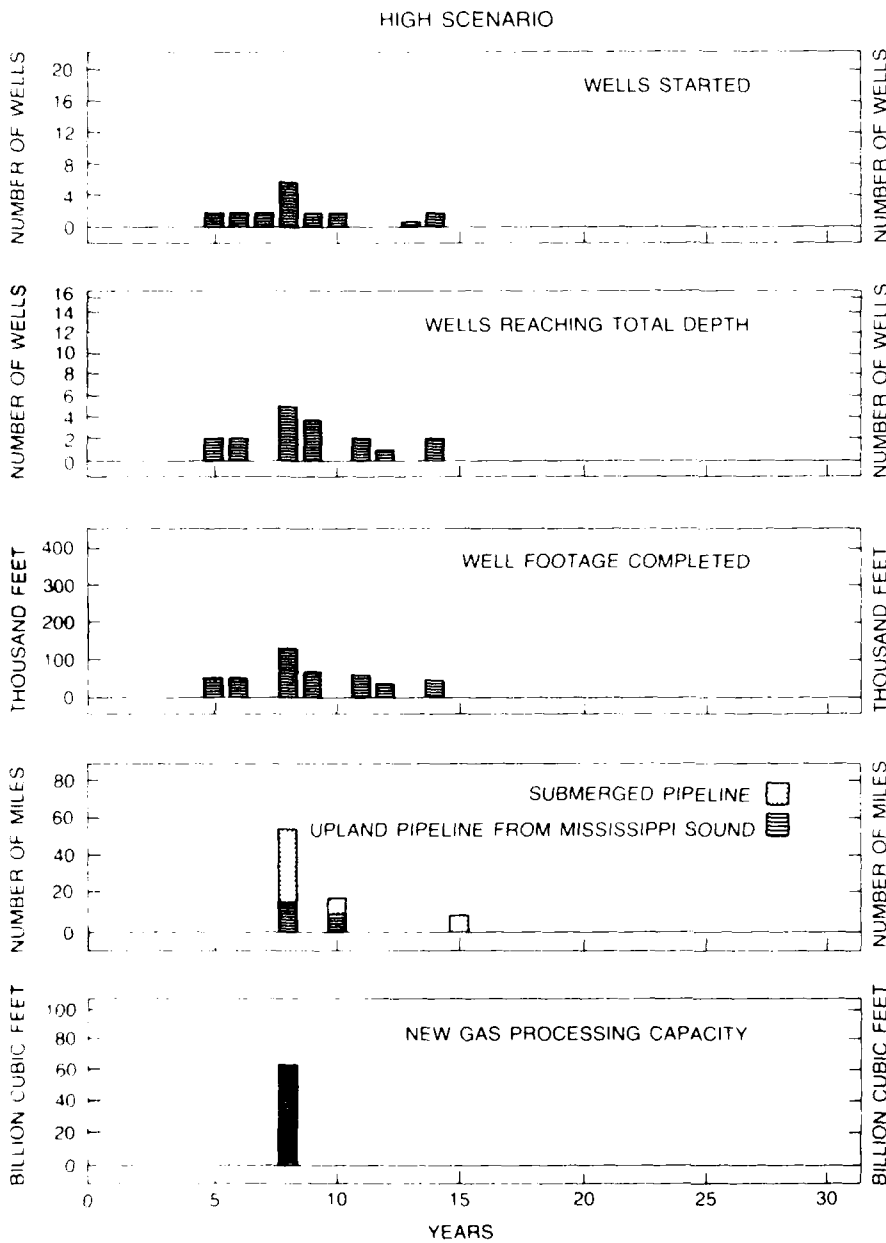 HIGH SCENARIO
NUMBER OF WELLS
20
16
12
8
4
0
WELLS STARTED
NUMBER OF WELLS
NUMBER OF WELLS
16
14
12
10
8
6
4
2
0
WELLS REACHING TOTAL DEPTH
NUMBER OF WELLS
THOUSAND FEET
400
300
200
100
0
WELL FOOTAGE COMPLETED
THOUSAND FEET
NUMBER OF MILES
80
60
40
20
0
SUBMERGED PIPELINE
UPLAND PIPELINE FROM MISSISSIPPI SOUND
NUMBER OF MILES
BILLION CUBIC FEET
100
80
60
40
20
0
NEW GAS PROCESSING CAPACITY
BILLION CUBIC FEET
0 5 10 15 20 25 30
YEARS